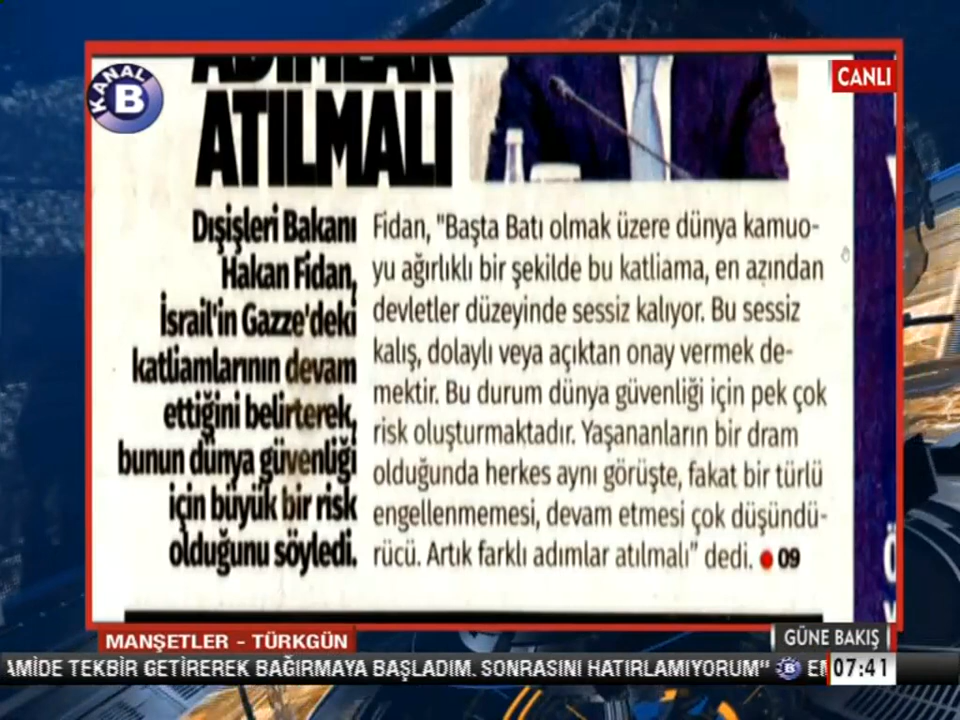 KANAL B
CANLI
ADIMLAR
ATILMALI
Dışişleri Bakanı
Hakan Fidan,
İsrail'in Gazze'deki
katliamlarının devam
ettiğini belirterek,
bunun dünya güvenliği
için büyük bir risk
olduğunu söyledi.
Fidan, "Başta Batı olmak üzere dünya kamuo-
yu ağırlıklı bir şekilde bu katliama, en azından
devletler düzeyinde sessiz kalıyor. Bu sessiz
kalış, dolaylı veya açıktan onay vermek de-
mektir. Bu durum dünya güvenliği için pek çok
risk oluşturmaktadır. Yaşananların bir dram
olduğunda herkes aynı görüşte, fakat bir türlü
engellenmemesi, devam etmesi çok düşündü-
rücü. Artık farklı adımlar atılmalı" dedi. ● 09
MANŞETLER - TÜRKGÜN
GÜNE BAKIŞ
AMİDE TEKBİR GETİREREK BAĞIRMAYA BAŞLADIM. SONRASINI HATIRLAMIYORUM"
07:41